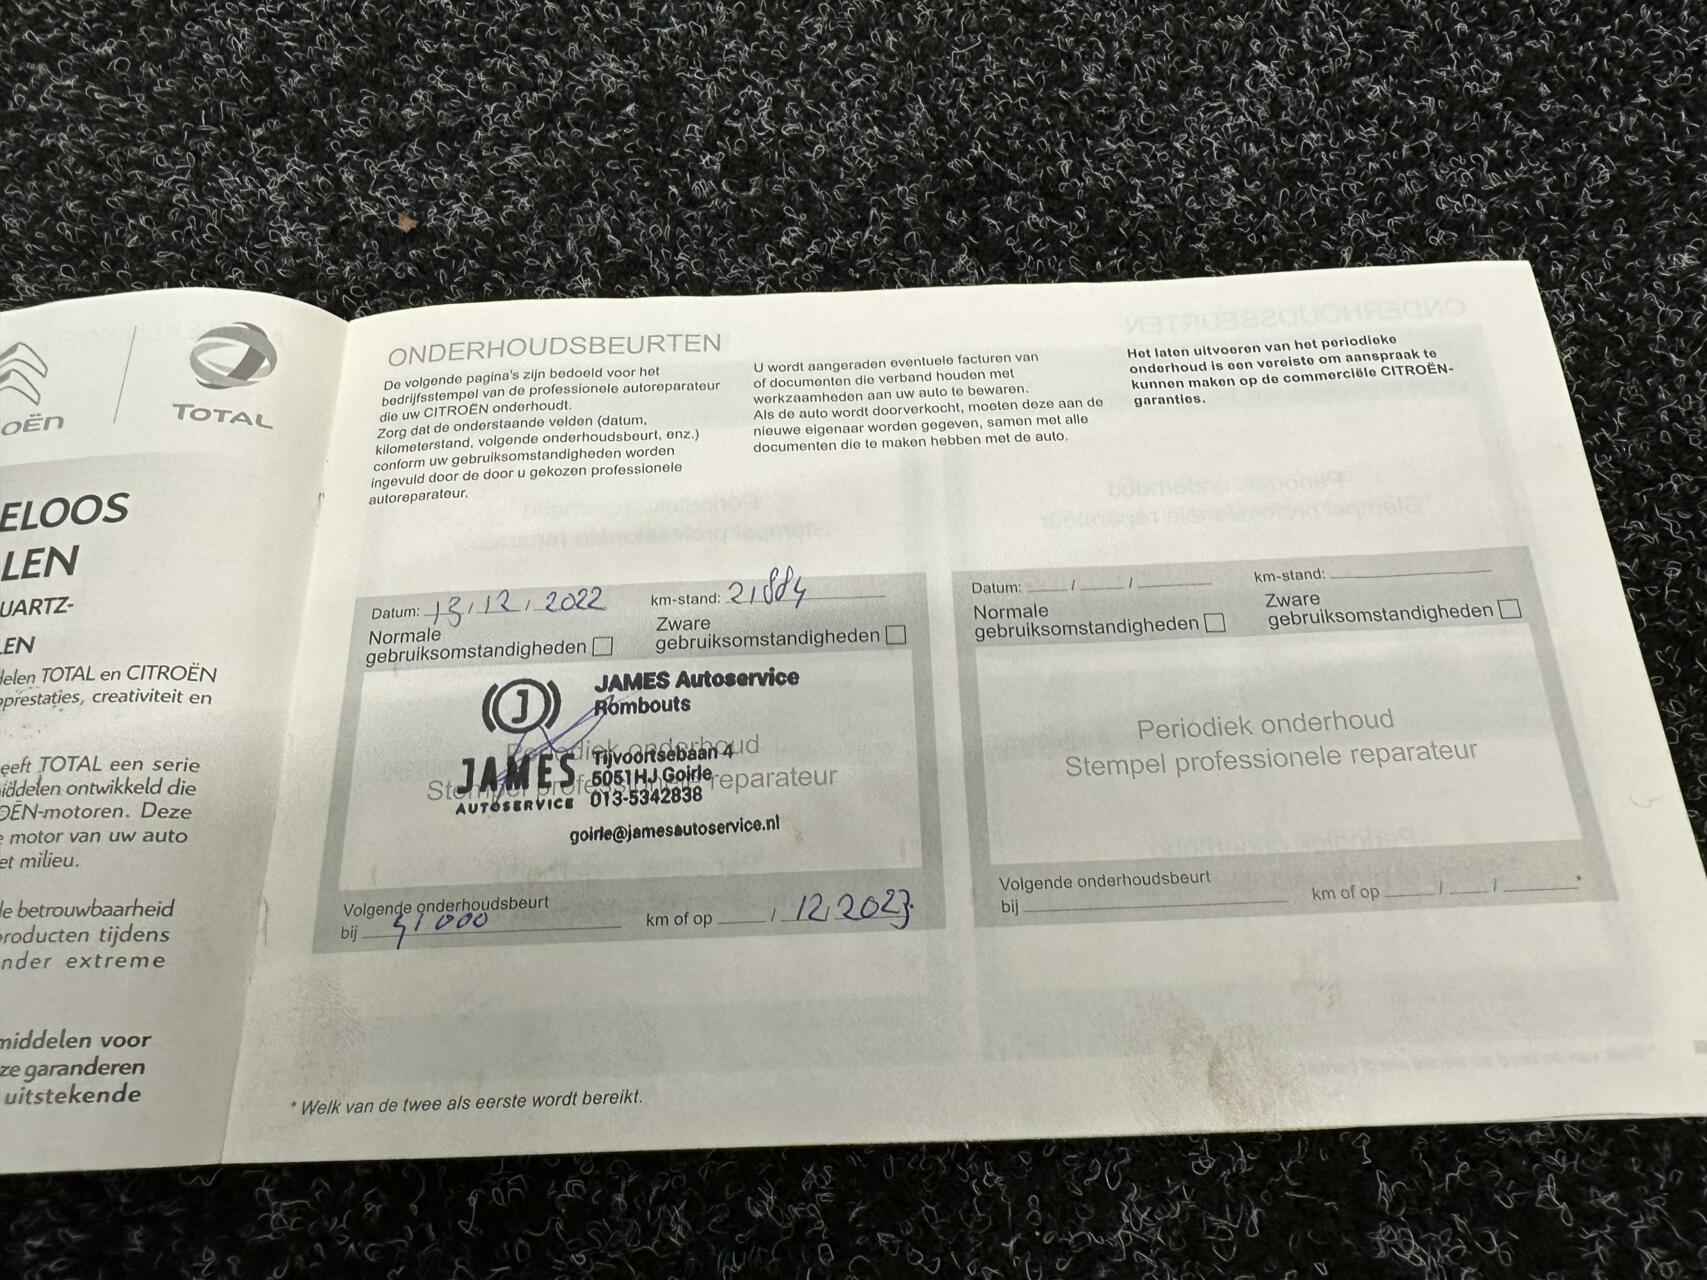 OËN
TOTAL
ELOOS
LEN
UARTZ-
EN
delen TOTAL en CITROËN
prestaties, creativiteit en
eeft TOTAL een serie
middelen ontwikkeld die
OËN-motoren. Deze
motor van uw auto
et milieu.
le betrouwbaarheid
producten tijdens
nder extreme
middelen voor
ze garanderen
uitstekende
ONDERHOUDSBEURTEN
De volgende pagina's zijn bedoeld voor het
bedrijfsstempel van de professionele autoreparateur
die uw CITROËN onderhoudt.
Zorg dat de onderstaande velden (datum,
kilometerstand, volgende onderhoudsbeurt, enz.)
conform uw gebruiksomstandigheden worden
ingevuld door de door u gekozen professionele
autoreparateur.
U wordt aangeraden eventuele facturen van
of documenten die verband houden met
werkzaamheden aan uw auto te bewaren.
Als de auto wordt doorverkocht, moeten deze aan de
nieuwe eigenaar worden gegeven, samen met alle
documenten die te maken hebben met de auto.
Het laten uitvoeren van het periodieke
onderhoud is een vereiste om aanspraak te
kunnen maken op de commerciële CITROËN-
garanties.
Datum: 13/12/2022 km-stand: 21884
Normale
gebruiksomstandigheden
Zware
gebruiksomstandigheden
JAMES Autoservice
Rombouts
Periodiek onderhoud
Stempel professionele reparateur
J
JAMES
AUTOSERVICE
Tijvoortsebaan 4
5051HJ Goirle
013-5342838
goirle@jamesautoservice.nl
Volgende onderhoudsbeurt
bij 1000 km of op / 12/2023
Datum: / / km-stand:
Normale
gebruiksomstandigheden
Zware
gebruiksomstandigheden
Periodiek onderhoud
Stempel professionele reparateur
Volgende onderhoudsbeurt
bij km of op / / *
* Welk van de twee als eerste wordt bereikt.